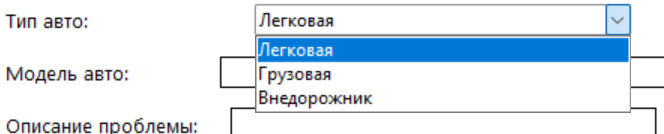 Тип авто:
Легковая
Легковая
Модель авто:
Грузовая
Внедорожник
Описание проблемы: